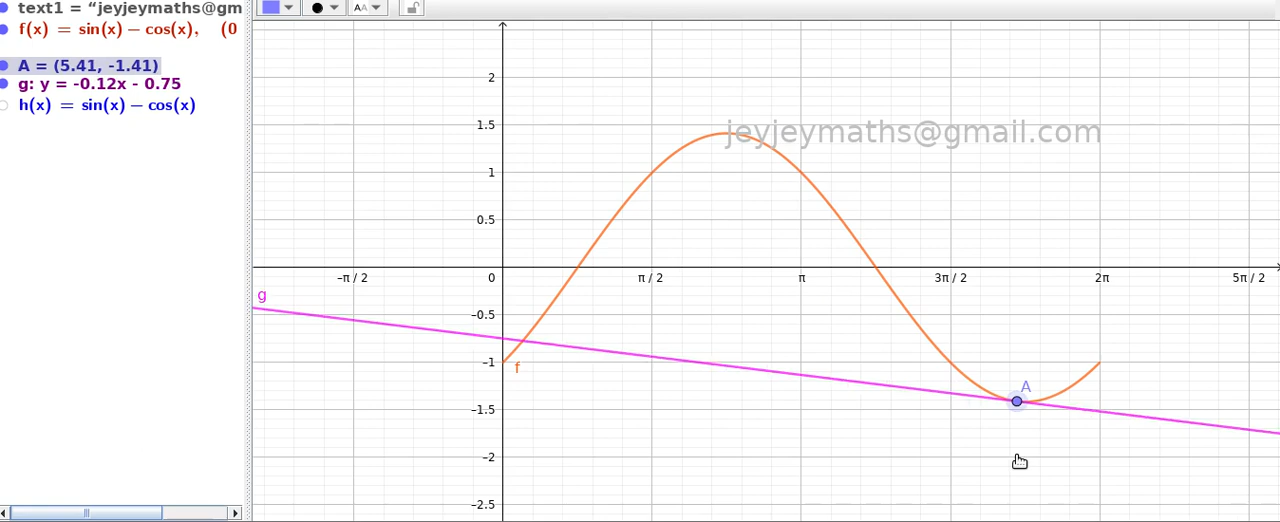 text1 = “jeyjeymaths@gm
f(x) = sin(x) – cos(x), (0
A = (5.41, -1.41)
g: y = -0.12x - 0.75
h(x) = sin(x) – cos(x)
AA
2
jeyjeymaths@gmail.com
1.5
1
0.5
–π / 2
0
π / 2
π
3π / 2
2π
5π / 2
g
–0.5
–1
f
A
–1.5
–2
–2.5